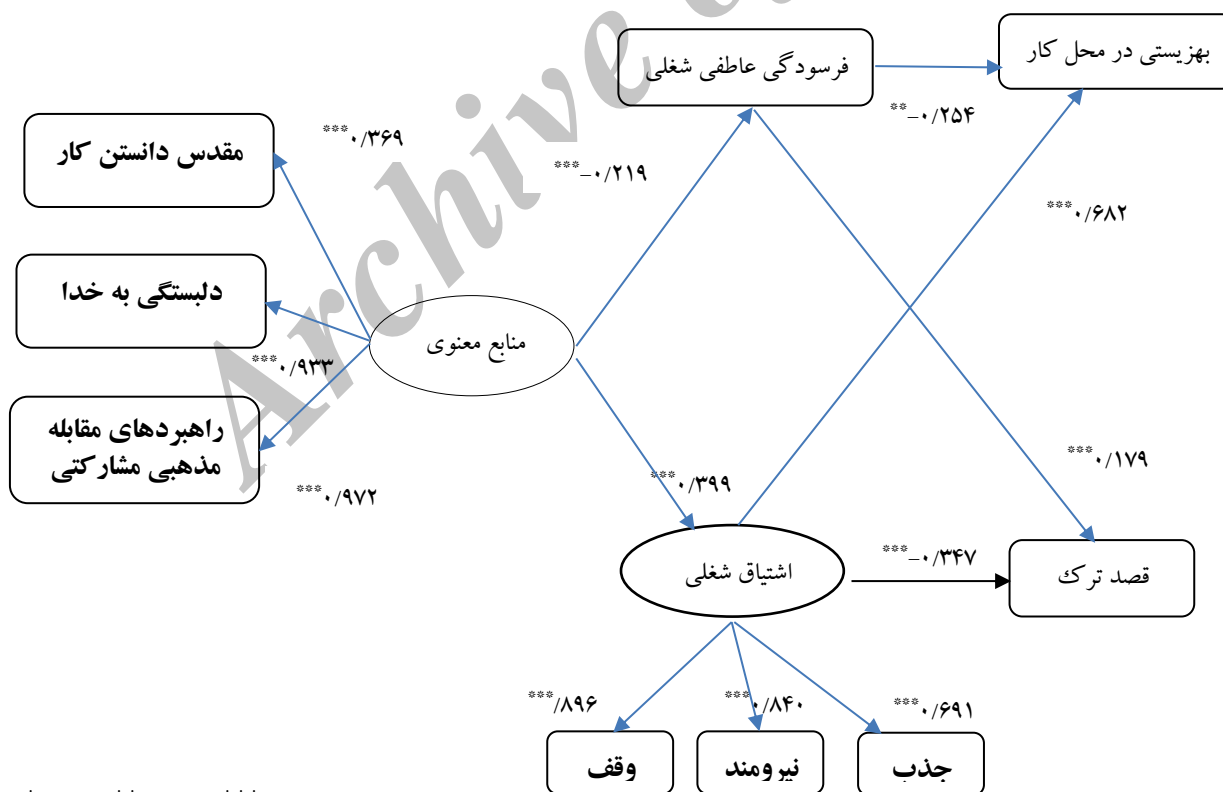 Archive
بهزیستی در محل کار
فرسودگی عاطفی شغلی
**-۰/۲۵۴
***۰/۳۶۹
مقدس دانستن کار
***-۰/۲۱۹
***۰/۶۸۲
دلبستگی به خدا
منابع معنوی
***۰/۹۳۳
راهبردهای مقابله
مذهبی مشارکتی
***۰/۹۷۲
***۰/۱۷۹
***۰/۳۹۹
***-۰/۳۴۷
قصد ترک
اشتیاق شغلی
***۰/۶۹۱
***۰/۸۴۰
***/۸۹۶
جذب
نیرومند
وقف